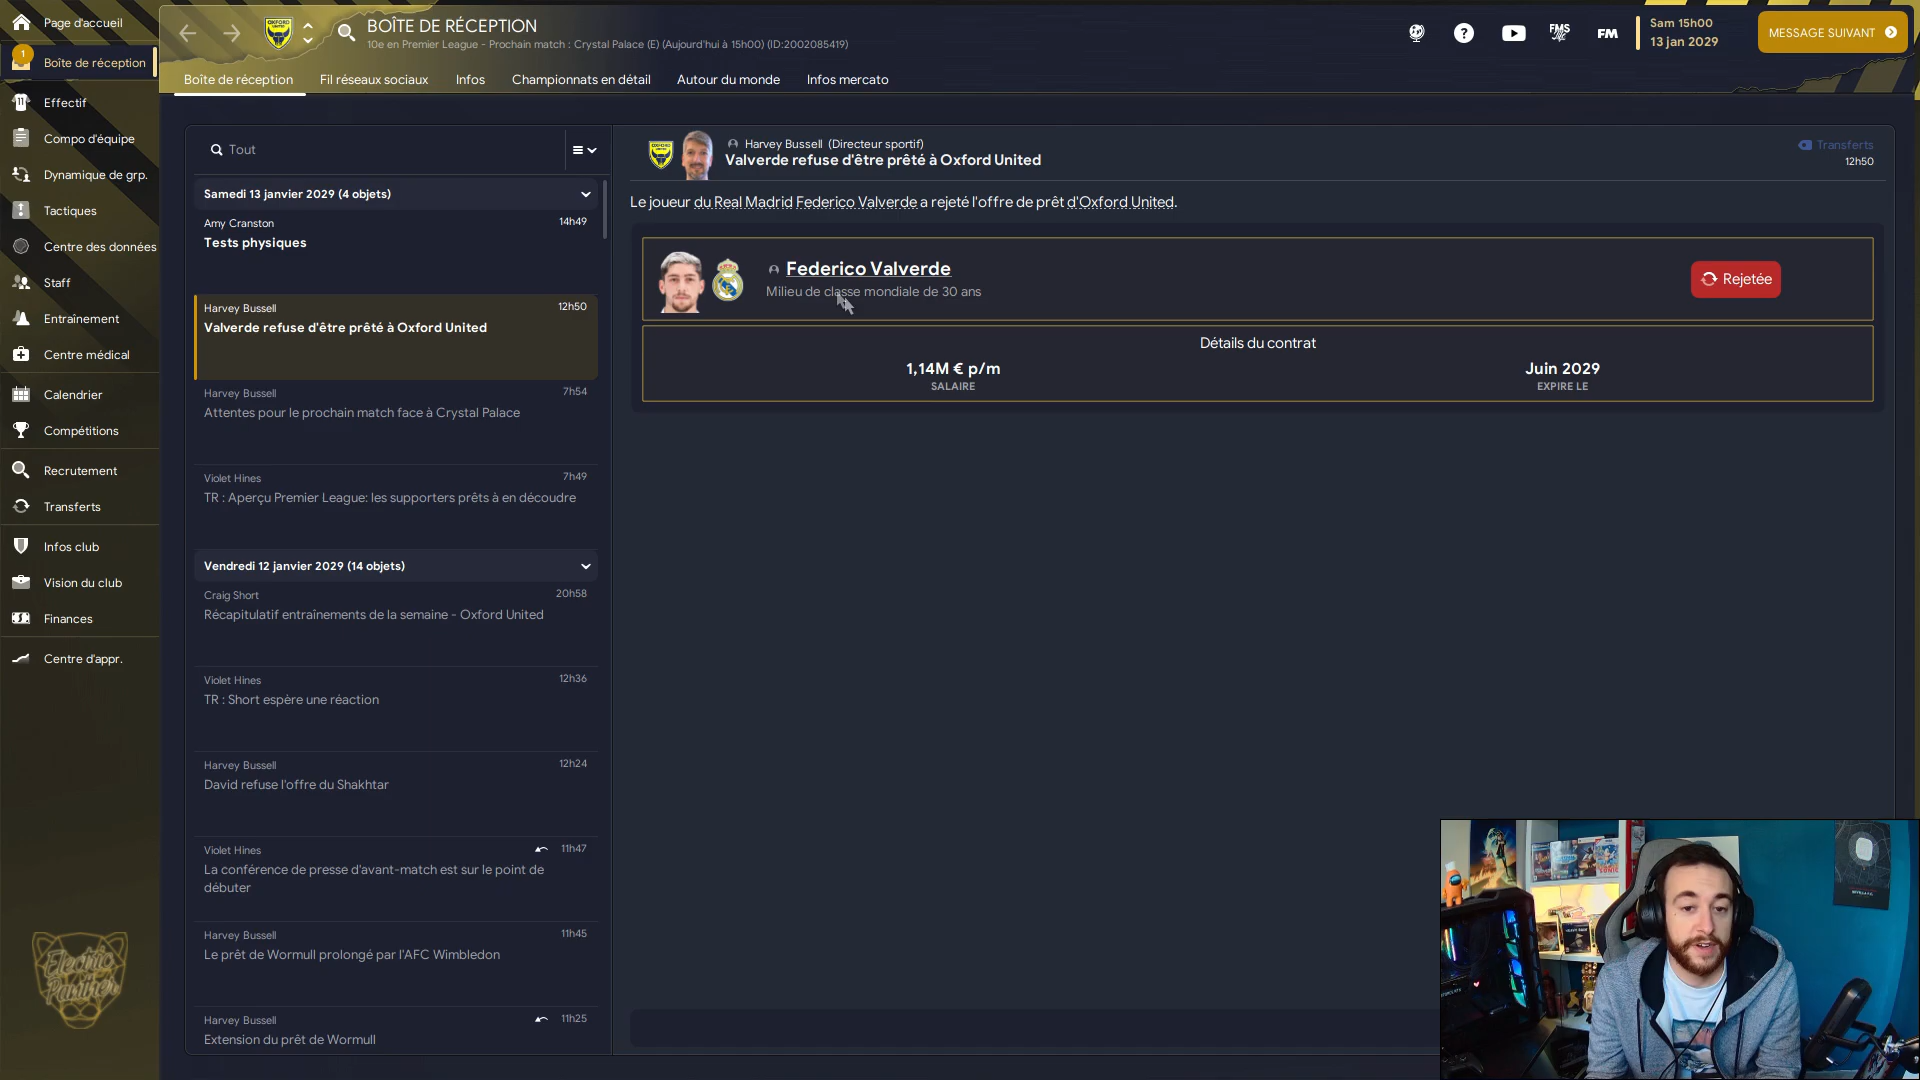 Page d'accueil
1
Boîte de réception
Effectif
Compo d'équipe
Dynamique de grp.
Tactiques
Centre des données
Staff
Entraînement
Centre médical
Calendrier
Compétitions
Recrutement
Transferts
Infos club
Vision du club
Finances
Centre d'appr.
Electric
Panther
OXFORD
UNITED
BOÎTE DE RÉCEPTION
10e en Premier League - Prochain match : Crystal Palace (E) (Aujourd'hui à 15h00) (ID:2002085419)
FMS
FM
Sam 15h00
13 jan 2029
MESSAGE SUIVANT
Boîte de réception
Fil réseaux sociaux
Infos
Championnats en détail
Autour du monde
Infos mercato
Tout
Samedi 13 janvier 2029 (4 objets)
Amy Cranston
14h49
Tests physiques
Harvey Bussell
12h50
Valverde refuse d'être prêté à Oxford United
Harvey Bussell
7h54
Attentes pour le prochain match face à Crystal Palace
Violet Hines
7h49
TR : Aperçu Premier League: les supporters prêts à en découdre
Vendredi 12 janvier 2029 (14 objets)
Craig Short
20h58
Récapitulatif entraînements de la semaine - Oxford United
Violet Hines
12h36
TR : Short espère une réaction
Harvey Bussell
12h24
David refuse l'offre du Shakhtar
Violet Hines
11h47
La conférence de presse d'avant-match est sur le point de
débuter
Harvey Bussell
11h45
Le prêt de Wormull prolongé par l'AFC Wimbledon
Harvey Bussell
11h25
Extension du prêt de Wormull
Harvey Bussell (Directeur sportif)
Valverde refuse d'être prêté à Oxford United
Transferts
12h50
Le joueur du Real Madrid Federico Valverde a rejeté l'offre de prêt d'Oxford United.
Federico Valverde
Milieu de classe mondiale de 30 ans
Rejetée
Détails du contrat
1,14M € p/m
SALAIRE
Juin 2029
EXPIRE LE